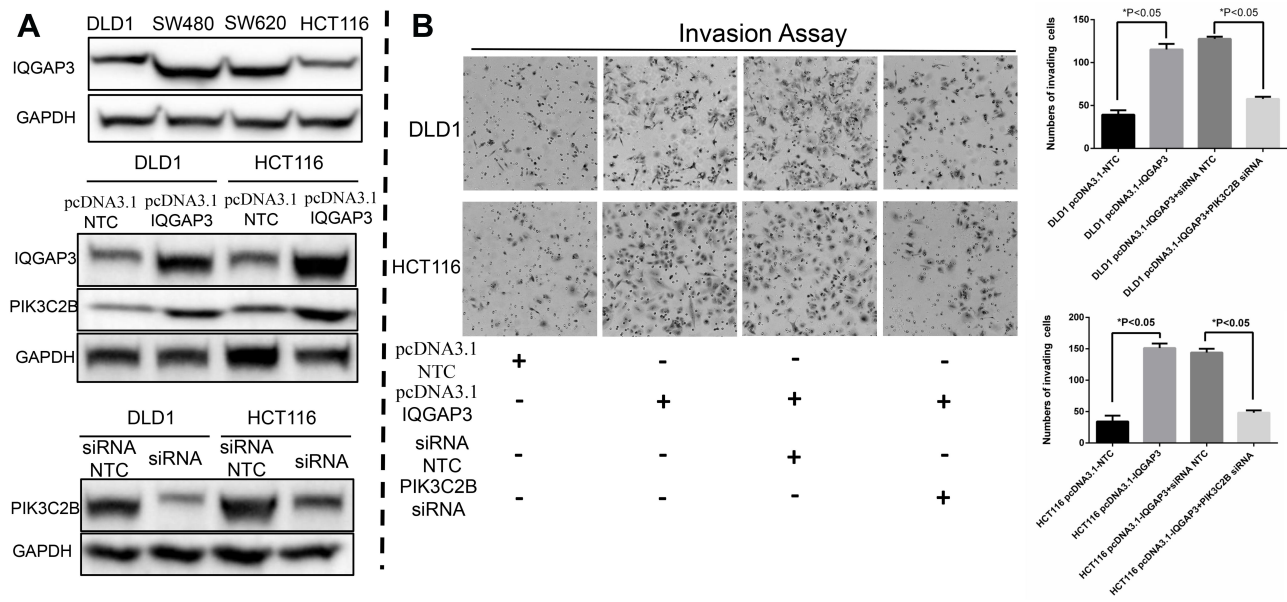 A
DLD1 SW480 SW620 HCT116
IQGAP3
GAPDH
DLD1 HCT116
pcDNA3.1 pcDNA3.1 pcDNA3.1 pcDNA3.1
NTC IQGAP3 NTC IQGAP3
IQGAP3
PIK3C2B
GAPDH
DLD1 HCT116
siRNA siRNA
NTC siRNA NTC siRNA
PIK3C2B
GAPDH
B
Invasion Assay
DLD1
HCT116
pcDNA3.1
NTC
+ - - -
pcDNA3.1
IQGAP3
- + + +
siRNA
NTC
- - + -
PIK3C2B
siRNA
- - - +
*P<0.05 *P<0.05
Numbers of invading cells
150
100
50
0
DLD1 pcDNA3.1-NTC
DLD1 pcDNA3.1-IQGAP3
DLD1 pcDNA3.1-IQGAP3+siRNA NTC
DLD1 pcDNA3.1-IQGAP3+PIK3C2B siRNA
*P<0.05 *P<0.05
Numbers of invading cells
200
150
100
50
0
HCT116 pcDNA3.1-NTC
HCT116 pcDNA3.1-IQGAP3
HCT116 pcDNA3.1-IQGAP3+siRNA NTC
HCT116 pcDNA3.1-IQGAP3+PIK3C2B siRNA